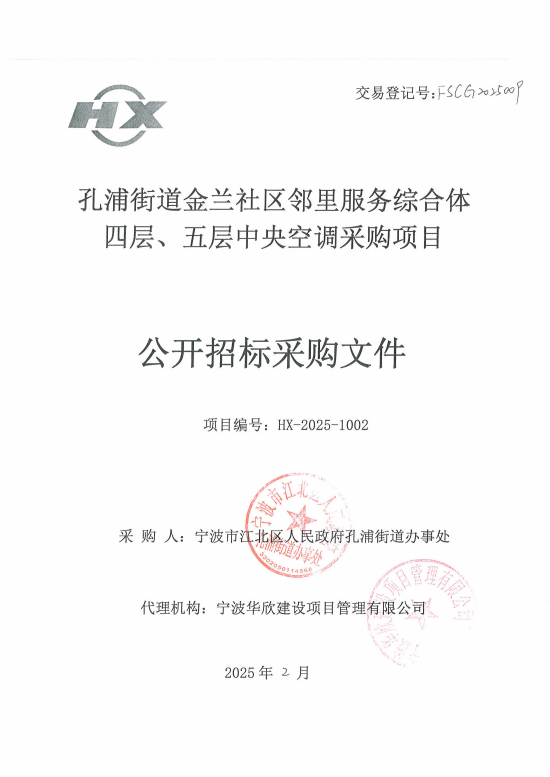 HX
交易登记号:FSCG2025009
孔浦街道金兰社区邻里服务综合体
四层、五层中央空调采购项目
公开招标采购文件
项目编号：HX-2025-1002
采 购 人：宁波市江北区人民政府孔浦街道办事处
代理机构：宁波华欣建设项目管理有限公司
2025 年 2 月